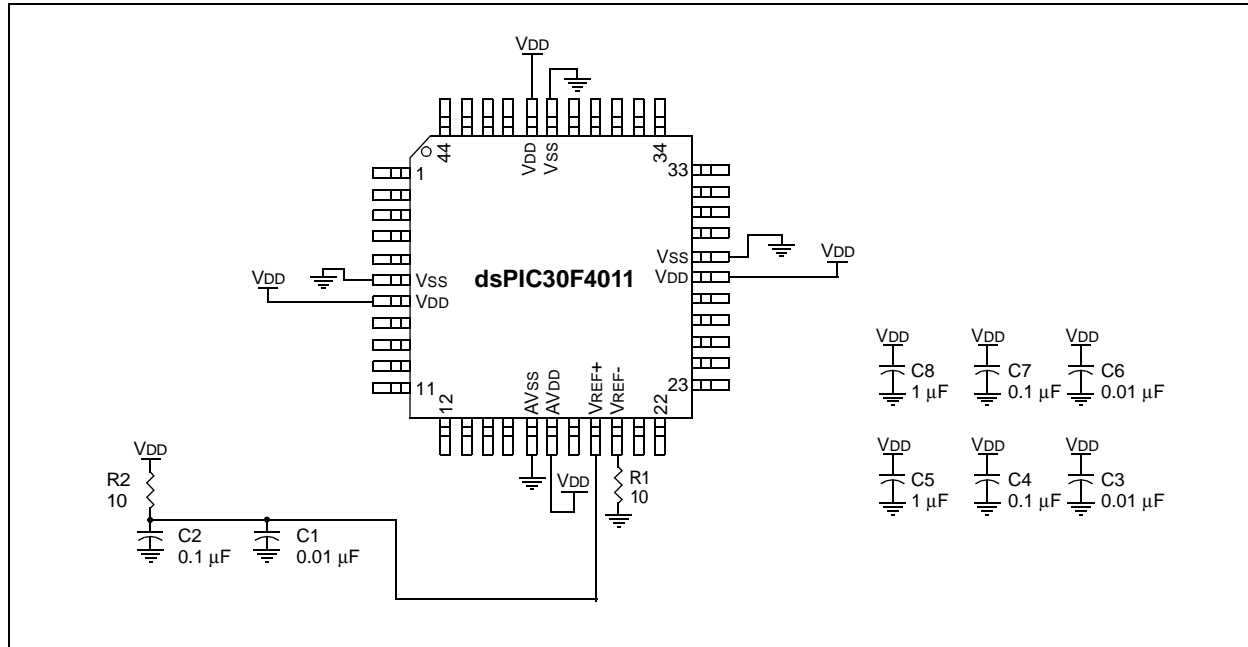 VDD
44
VDD
VSS
34
1
33
VSS
VDD
VDD
VDD
VSS
VDD
dsPIC30F4011
11
12
AVSS
AVDD
VREF+
VREF-
22
23
VDD
C8
1 µF
VDD
C7
0.1 µF
VDD
C6
0.01 µF
VDD
R2
10
VDD
R1
10
VDD
C5
1 µF
VDD
C4
0.1 µF
VDD
C3
0.01 µF
C2
0.1 µF
C1
0.01 µF